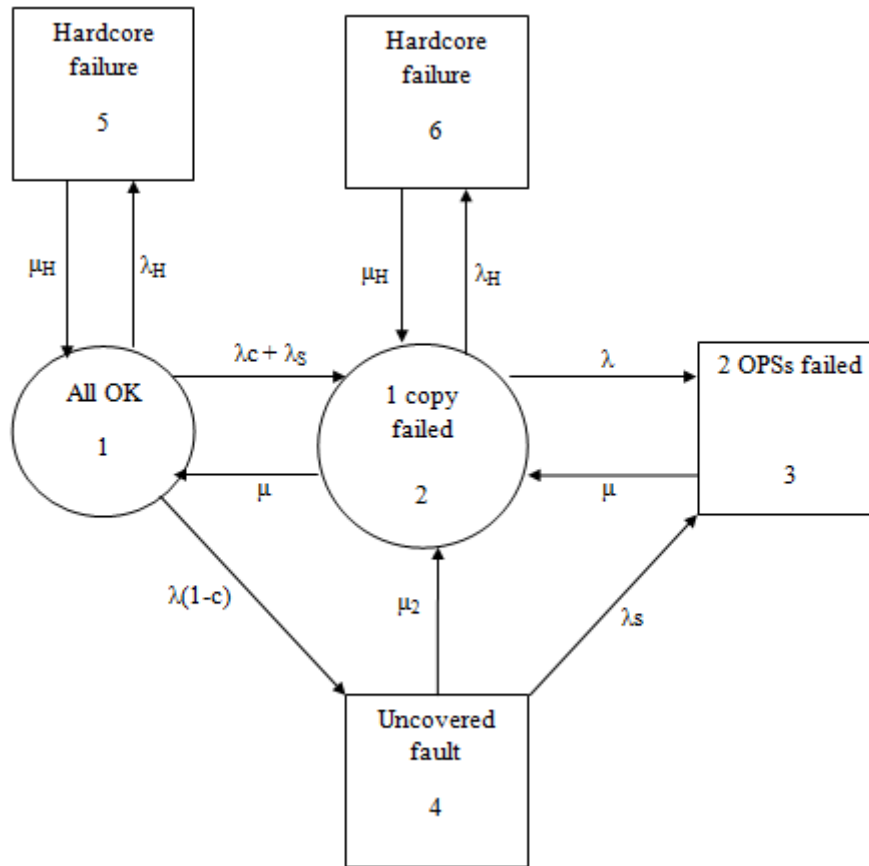 Hardcore
failure
5
Hardcore
failure
6
μH
λH
μH
λH
λc + λS
λ
All OK
1
1 copy
failed
2
2 OPSs failed
3
μ
μ
λ(1-c)
μ2
λs
Uncovered
fault
4